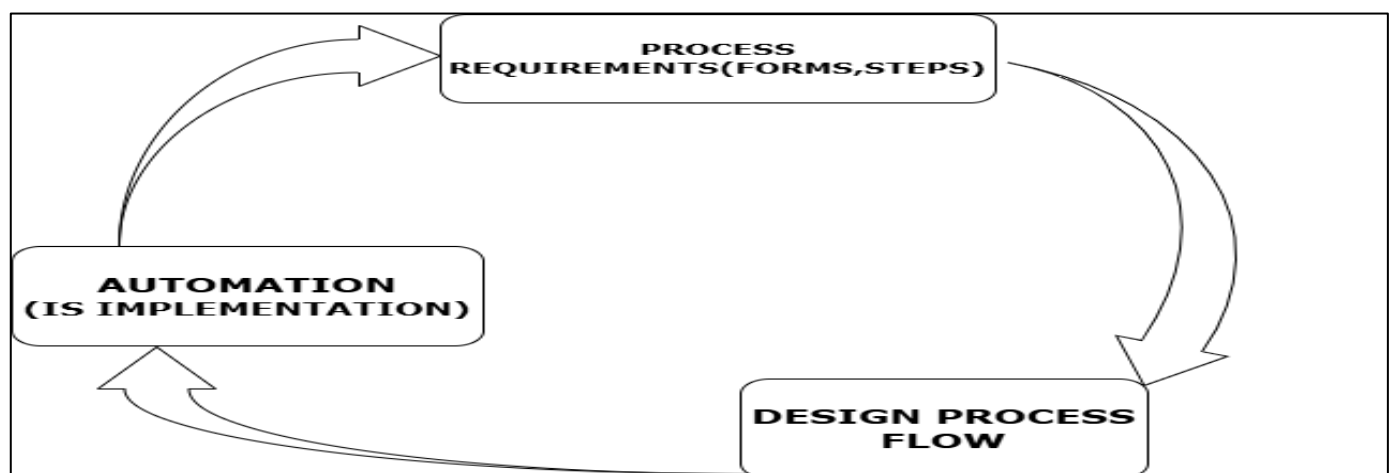 PROCESS
REQUIREMENTS(FORMS,STEPS)
AUTOMATION
(IS IMPLEMENTATION)
DESIGN PROCESS
FLOW